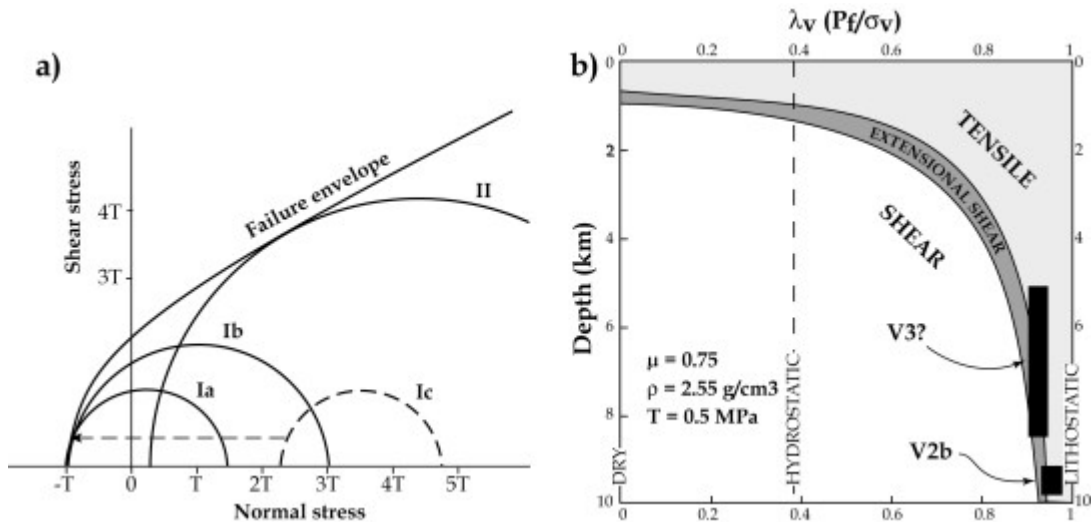 a)
Shear stress
4T
3T
Failure envelope
II
Ib
Ia
Ic
-T
0
T
2T
3T
4T
5T
Normal stress
λv (Pf/σv)
b)
0
0.2
0.4
0.6
0.8
1
Depth (km)
0
2
4
6
8
10
0
2
4
6
8
10
TENSILE
EXTENSIONAL SHEAR
SHEAR
V3?
V2b
μ = 0.75
ρ = 2.55 g/cm3
T = 0.5 MPa
DRY
HYDROSTATIC
LITHOSTATIC
0
0.2
0.4
0.6
0.8
1